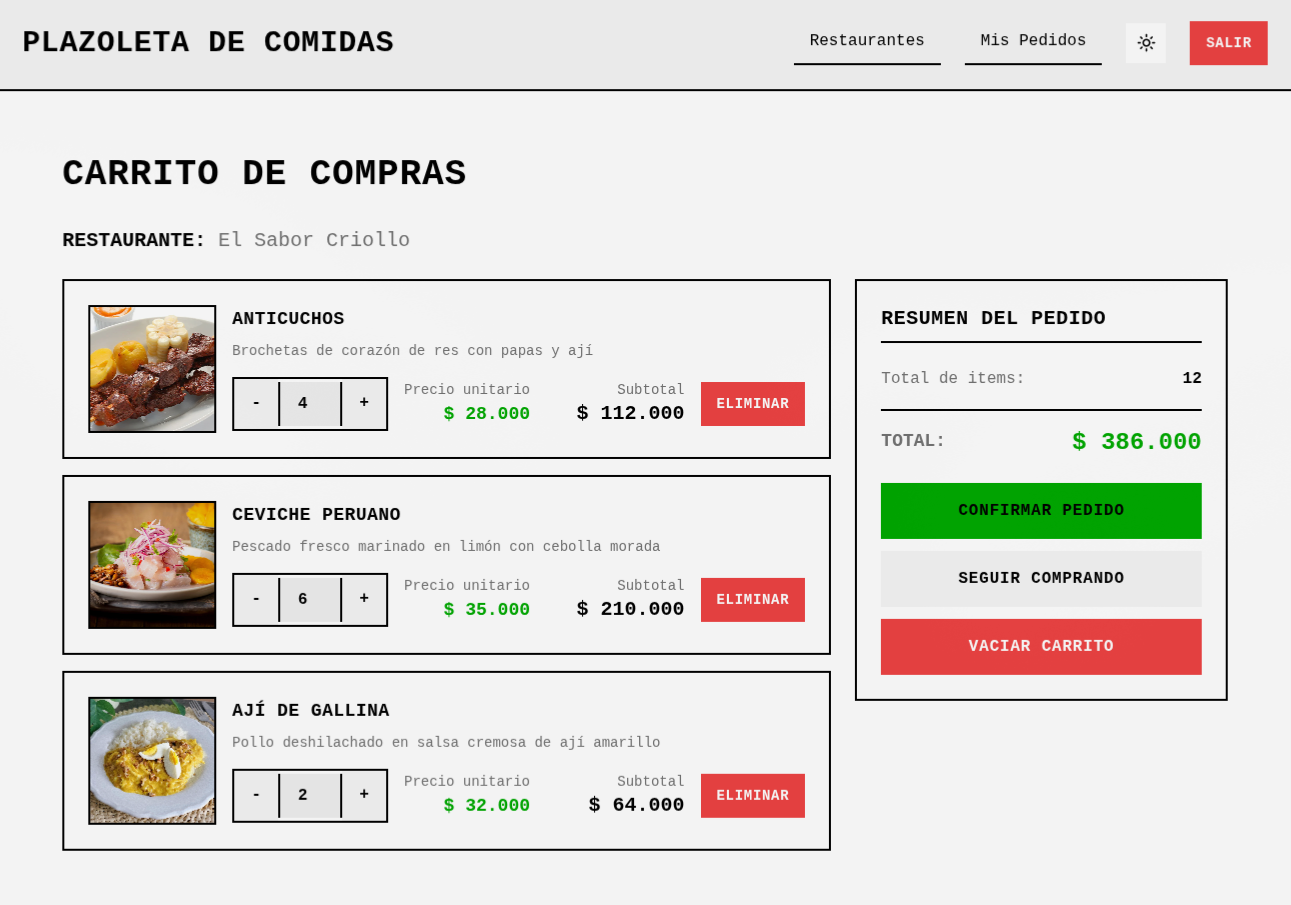 PLAZOLETA DE COMIDAS
Restaurantes
Mis Pedidos
SALIR
CARRITO DE COMPRAS
RESTAURANTE: El Sabor Criollo
ANTICUCHOS
Brochetas de corazón de res con papas y ají
- 4 +
Precio unitario
$ 28.000
Subtotal
$ 112.000
ELIMINAR
CEVICHE PERUANO
Pescado fresco marinado en limón con cebolla morada
- 6 +
Precio unitario
$ 35.000
Subtotal
$ 210.000
ELIMINAR
AJÍ DE GALLINA
Pollo deshilachado en salsa cremosa de ají amarillo
- 2 +
Precio unitario
$ 32.000
Subtotal
$ 64.000
ELIMINAR
RESUMEN DEL PEDIDO
Total de items: 12
TOTAL: $ 386.000
CONFIRMAR PEDIDO
SEGUIR COMPRANDO
VACIAR CARRITO